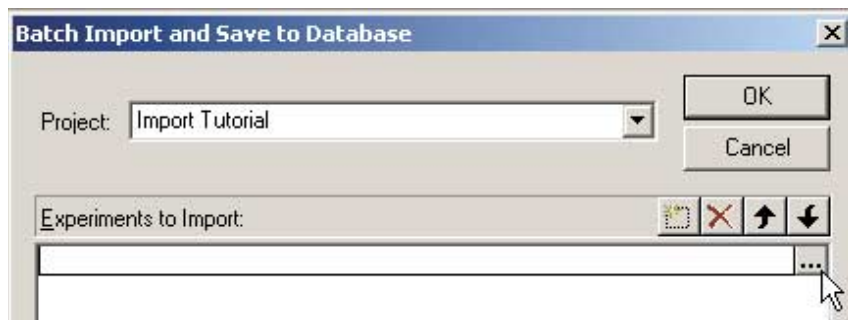 Batch Import and Save to Database
Project: Import Tutorial
OK
Cancel
Experiments to Import:
...